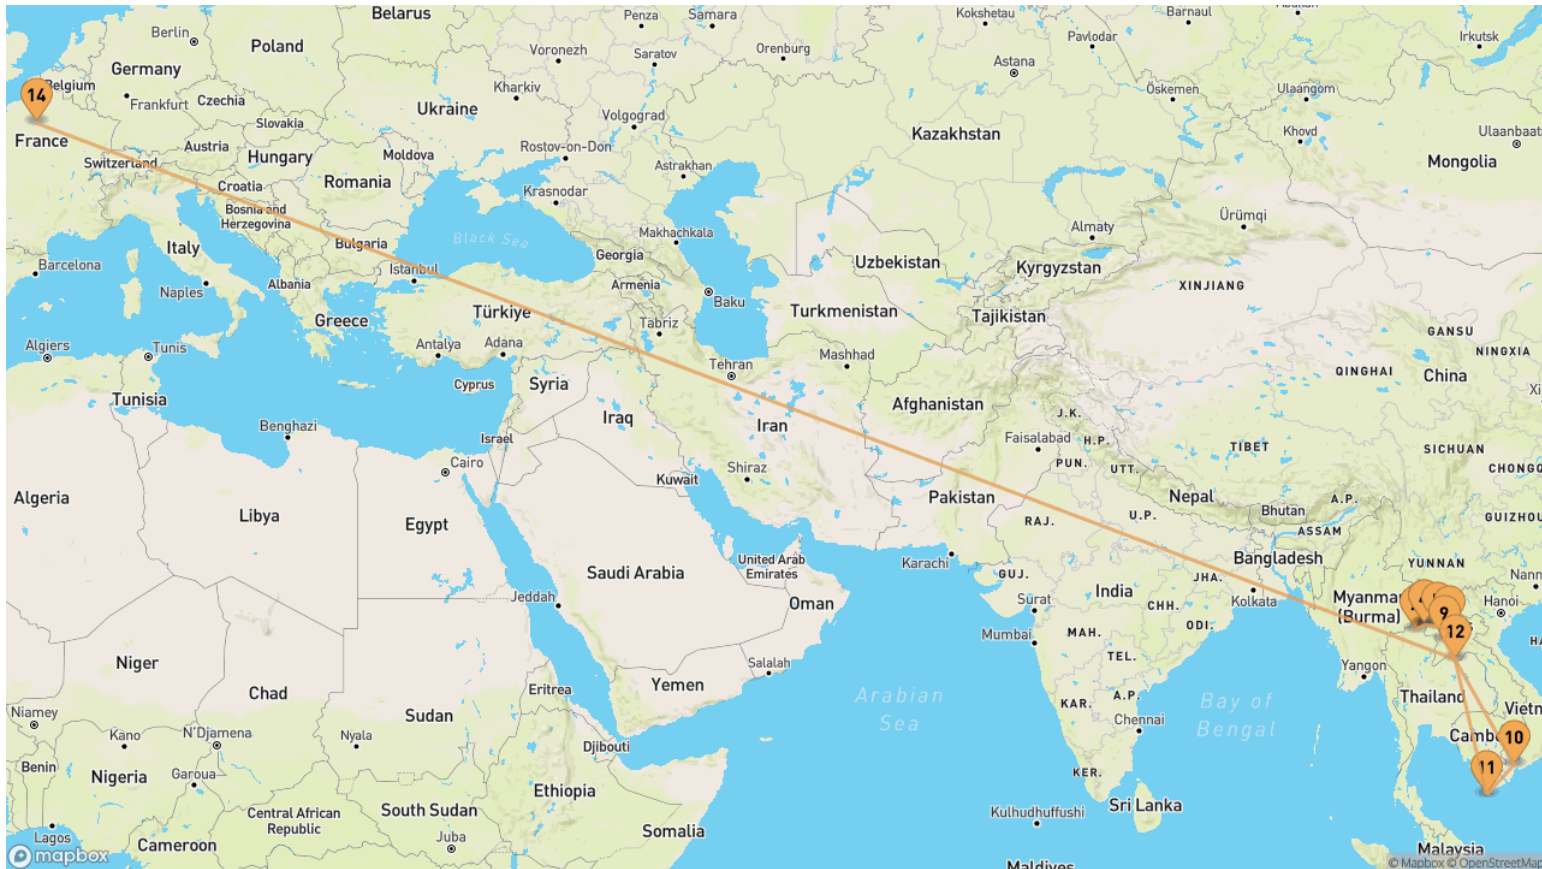 Belarus
Penza
Samara
Kokshetau
Barnaul
Berlin
Poland
Voronezh
Saratov
Orenburg
Pavlodar
Irkutsk
Germany
Astana
Belgium
Frankfurt
Czechia
Ukraine
Kharkiv
Volgograd
Öskemen
Ulaangom
14
France
Slovakia
Austria
Hungary
Moldova
Rostov-on-Don
Kazakhstan
Khovd
Ulaanbaat
Mongolia
Switzerland
Croatia
Romania
Astrakhan
Krasnodar
Bosnia and
Herzegovina
Italy
Bulgaria
Black Sea
Makhachkala
Almaty
Ürümqi
Barcelona
Naples
Albania
Istanbul
Georgia
Armenia
Baku
Uzbekistan
Kyrgyzstan
XINJIANG
Greece
Türkiye
Turkmenistan
Tajikistan
Algiers
Tunis
Antalya
Adana
Tabriz
Tehran
Mashhad
GANSU
NINGXIA
QINGHAI
China
Tunisia
Cyprus
Syria
Afghanistan
Benghazi
Israel
Iraq
Iran
J.K.
Faisalabad
H.P.
PUN.
UTT.
TIBET
SICHUAN
CHONGQ
Cairo
Kuwait
Shiraz
Algeria
Libya
Egypt
Pakistan
RAJ.
U.P.
Nepal
Bhutan
A.P.
ASSAM
GUIZHOU
Saudi Arabia
United Arab
Emirates
Karachi
GUJ.
India
JHA.
Bangladesh
YUNNAN
Jeddah
Oman
Surat
CHH.
Kolkata
Myanmar
(Burma)
Hanoi
9
12
Mumbai
MAH.
ODI.
TEL.
Niger
Chad
Sudan
Eritrea
Yemen
Salalah
Arabian
Sea
KAR.
A.P.
Bay of
Bengal
Yangon
Thailand
Niamey
Kano
N'Djamena
Nyala
Djibouti
Chennai
10
11
Benin
Nigeria
Garoua
Ethiopia
KER.
Sri Lanka
Lagos
Cameroon
Central African
Republic
South Sudan
Juba
Somalia
Kulhudhuffushi
Maldives
Malaysia
mapbox
© Mapbox © OpenStreetMap